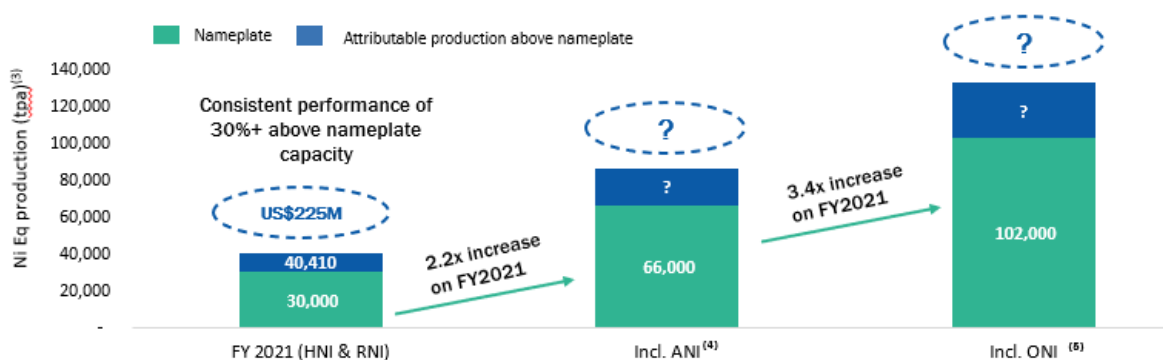 Nameplate
Attributable production above nameplate
Ni Eq production (tpa)(3)
140,000
120,000
100,000
80,000
60,000
40,000
20,000
-
Consistent performance of
30%+ above nameplate
capacity
US$225M
40,410
30,000
2.2x increase
on FY2021
?
?
66,000
3.4x increase
on FY2021
?
?
102,000
FY 2021 (HNI & RNI)
Incl. ANI(4)
Incl. ONI (5)